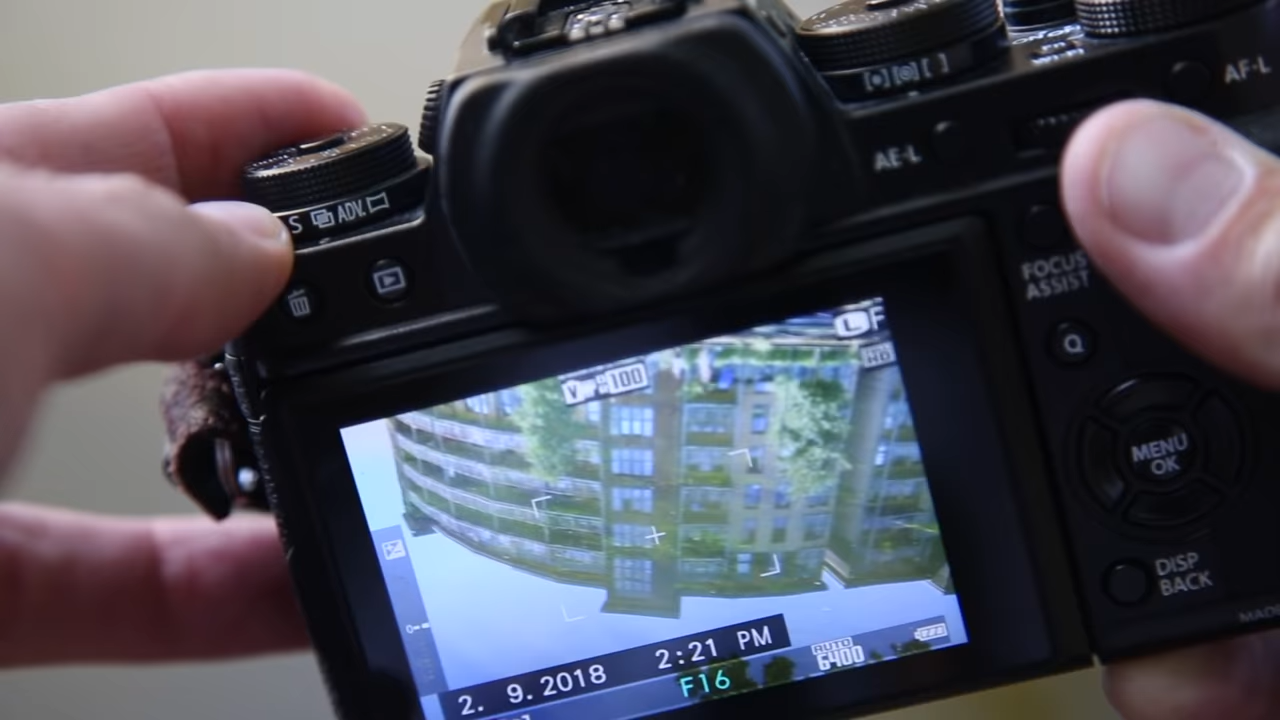 AF-L
AE-L
S ADV.
FOCUS
ASSIST
Q
L F
HD
100
MENU
OK
DISP
BACK
2. 9.2018 2:21 PM
AUTO
6400
F16
MAD